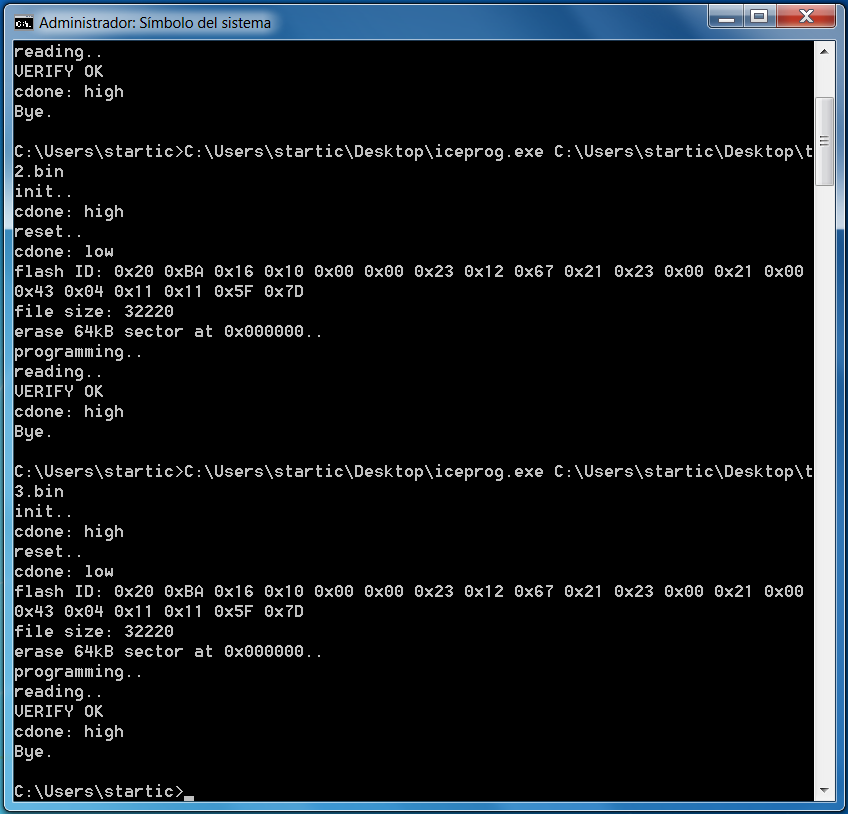 Administrador: Símbolo del sistema
reading..
VERIFY OK
cdone: high
Bye.
C:\Users\startic>C:\Users\startic\Desktop\iceprog.exe C:\Users\startic\Desktop\t
2.bin
init..
cdone: high
reset..
cdone: low
flash ID: 0x20 0xBA 0x16 0x10 0x00 0x00 0x23 0x12 0x67 0x21 0x23 0x00 0x21 0x00
0x43 0x04 0x11 0x11 0x5F 0x7D
file size: 32220
erase 64kB sector at 0x000000..
programming..
reading..
VERIFY OK
cdone: high
Bye.
C:\Users\startic>C:\Users\startic\Desktop\iceprog.exe C:\Users\startic\Desktop\t
3.bin
init..
cdone: high
reset..
cdone: low
flash ID: 0x20 0xBA 0x16 0x10 0x00 0x00 0x23 0x12 0x67 0x21 0x23 0x00 0x21 0x00
0x43 0x04 0x11 0x11 0x5F 0x7D
file size: 32220
erase 64kB sector at 0x000000..
programming..
reading..
VERIFY OK
cdone: high
Bye.
C:\Users\startic>_